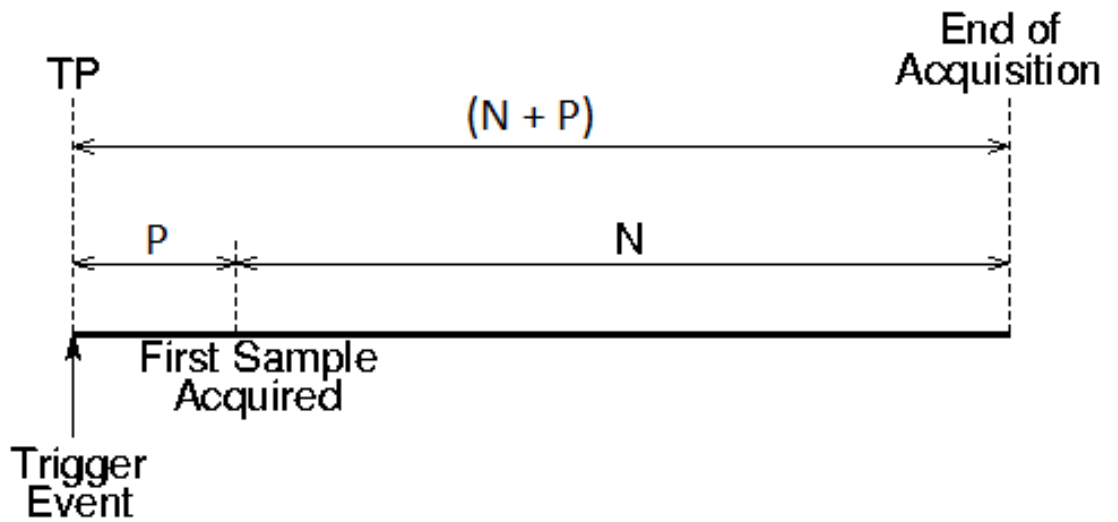 TP
End of
Acquisition
(N + P)
P
N
First Sample
Acquired
Trigger
Event